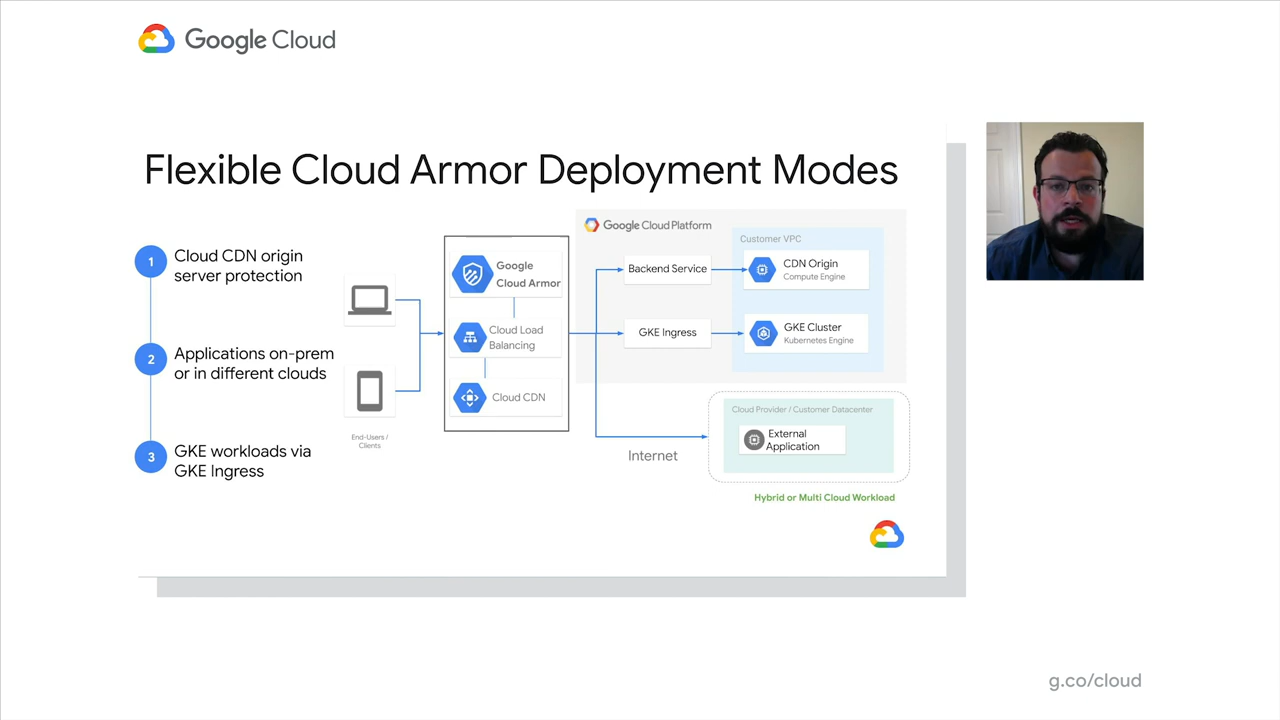 Google Cloud
Flexible Cloud Armor Deployment Modes
1
Cloud CDN origin
server protection
2
Applications on-prem
or in different clouds
3
GKE workloads via
GKE Ingress
End-Users /
Clients
Google
Cloud Armor
Cloud Load
Balancing
Cloud CDN
Google Cloud Platform
Customer VPC
Backend Service
CDN Origin
Compute Engine
GKE Ingress
GKE Cluster
Kubernetes Engine
Internet
Cloud Provider / Customer Datacenter
External
Application
Hybrid or Multi Cloud Workload
g.co/cloud